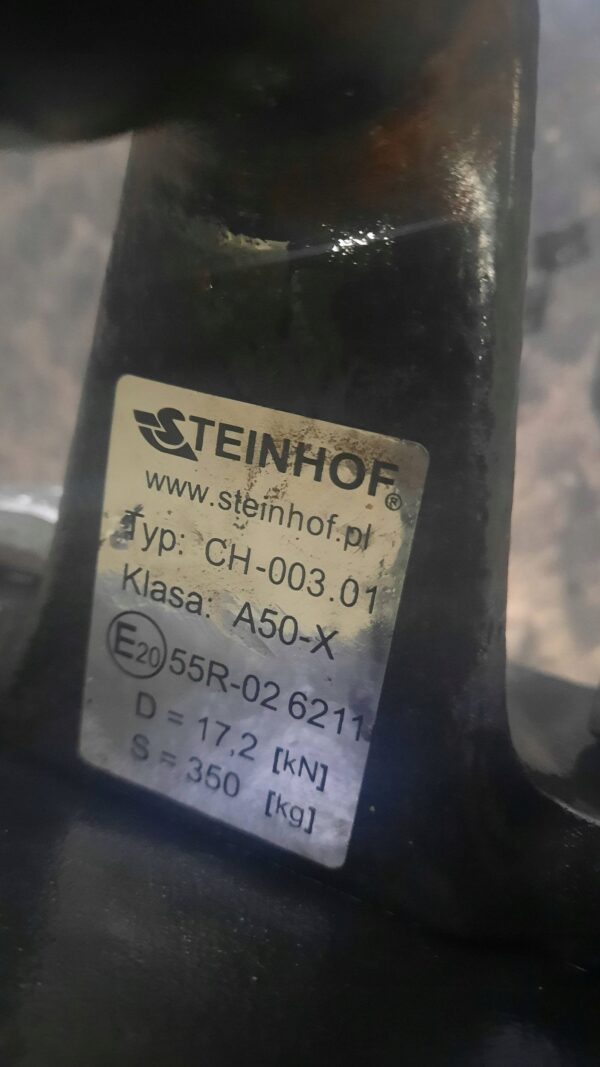 STEINHOF®
www.steinhof.pl
Typ: CH-003.01
Klasa: A50-X
E20 55R-02 6211
D = 17,2 [kN]
S = 350 [kg]